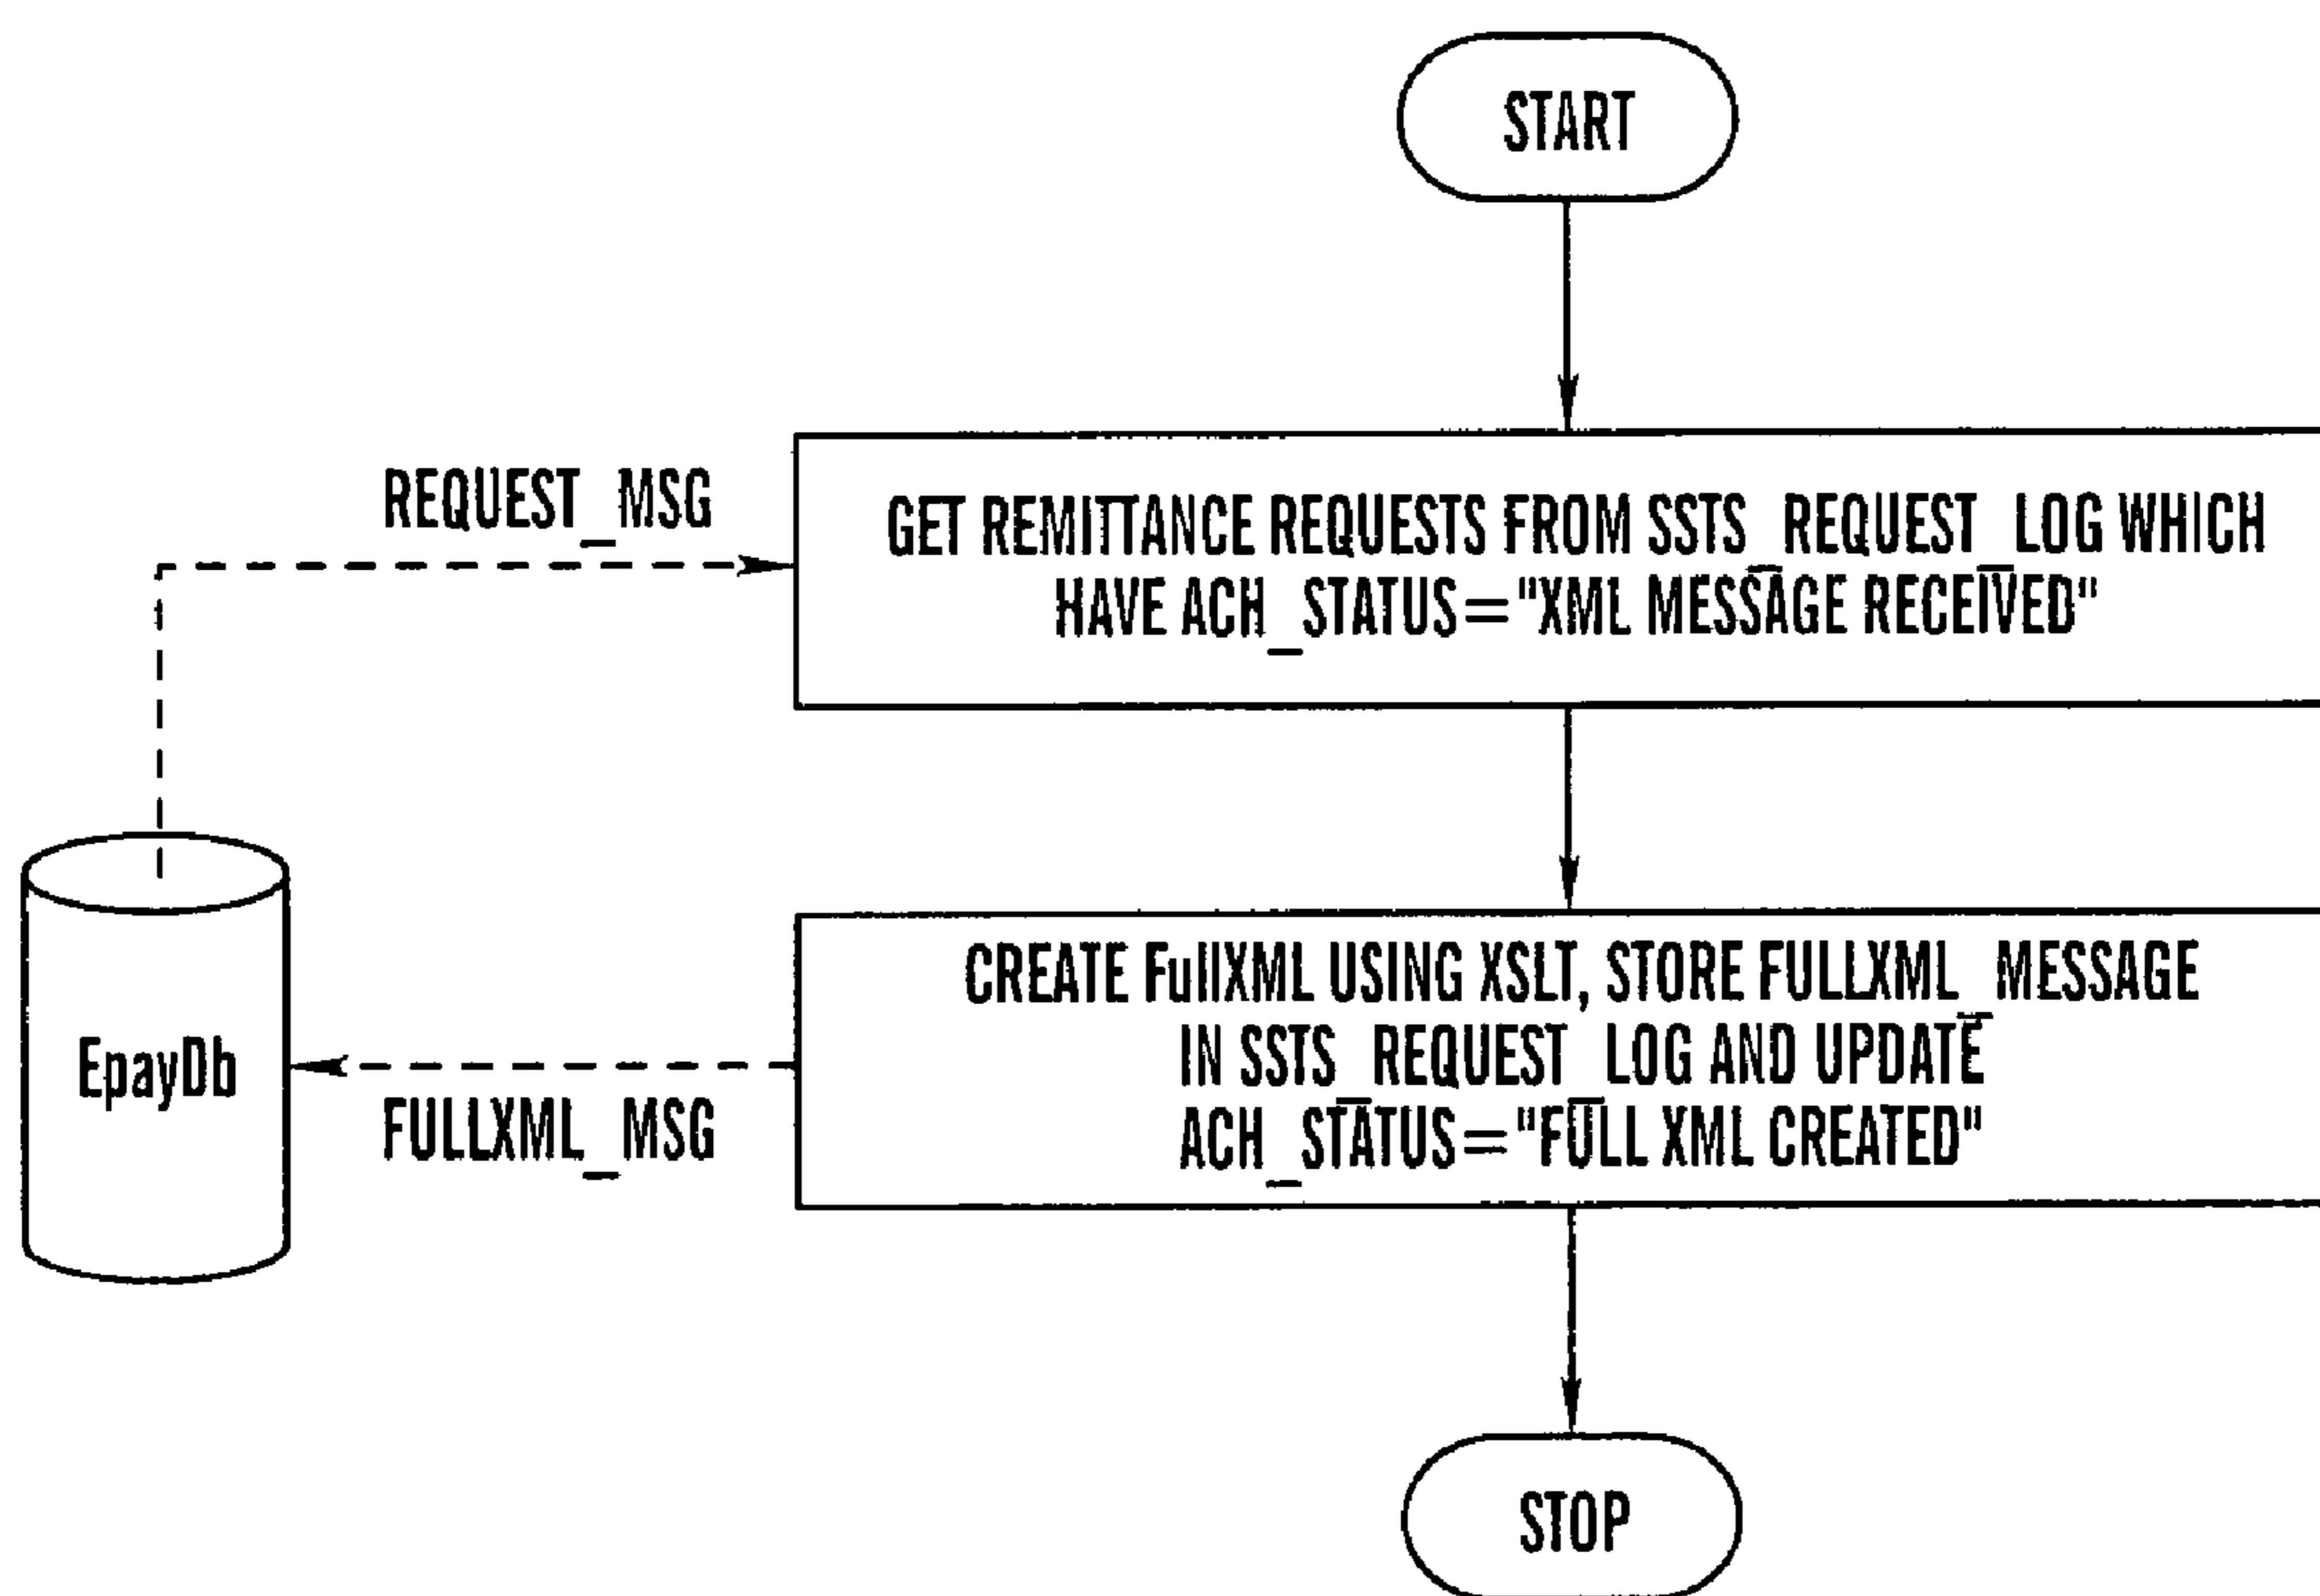 START
REQUEST_MSG
GET REMITTANCE REQUESTS FROM SSTS_REQUEST_LOG WHICH
HAVE ACH_STATUS="XML MESSAGE RECEIVED"
CREATE FullXML USING XSLT, STORE FULLXML_MESSAGE
IN SSTS_REQUEST_LOG AND UPDATE
ACH_STATUS="FULL XML CREATED"
EpayDb
FULLXML_MSG
STOP